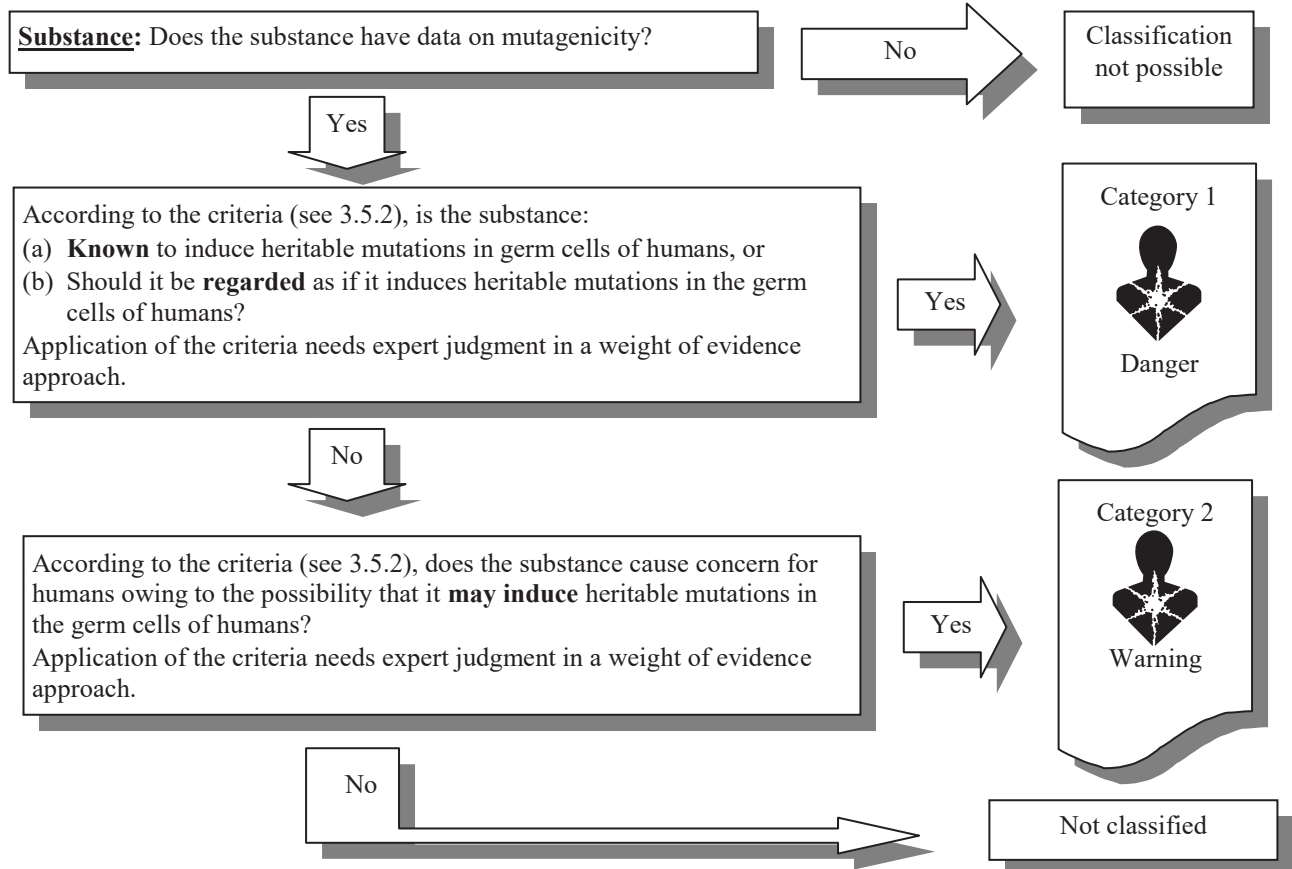 Substance: Does the substance have data on mutagenicity?
No
Classification
not possible
Yes
According to the criteria (see 3.5.2), is the substance:
(a) Known to induce heritable mutations in germ cells of humans, or
(b) Should it be regarded as if it induces heritable mutations in the germ
cells of humans?
Application of the criteria needs expert judgment in a weight of evidence
approach.
Yes
Category 1
Danger
No
According to the criteria (see 3.5.2), does the substance cause concern for
humans owing to the possibility that it may induce heritable mutations in
the germ cells of humans?
Application of the criteria needs expert judgment in a weight of evidence
approach.
Yes
Category 2
Warning
No
Not classified